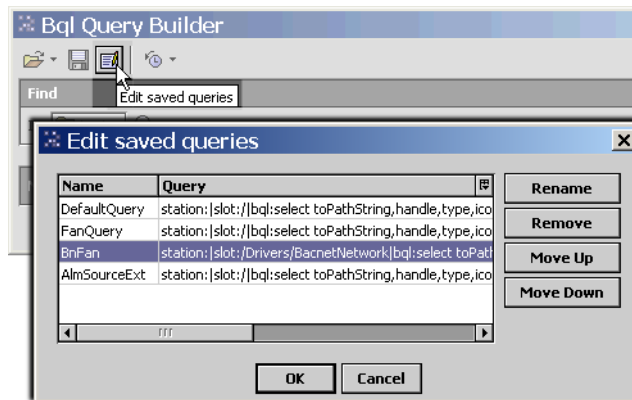 Bql Query Builder
Find
Edit saved queries
Edit saved queries
Name Query
DefaultQuery station:|slot:/|bql:select toPathString,handle,type,ico
FanQuery station:|slot:/|bql:select toPathString,handle,type,ico
BnFan station:|slot:/Drivers/BacnetNetwork|bql:select toPath
AlmSourceExt station:|slot:/|bql:select toPathString,handle,type,ico
Rename
Remove
Move Up
Move Down
OK Cancel